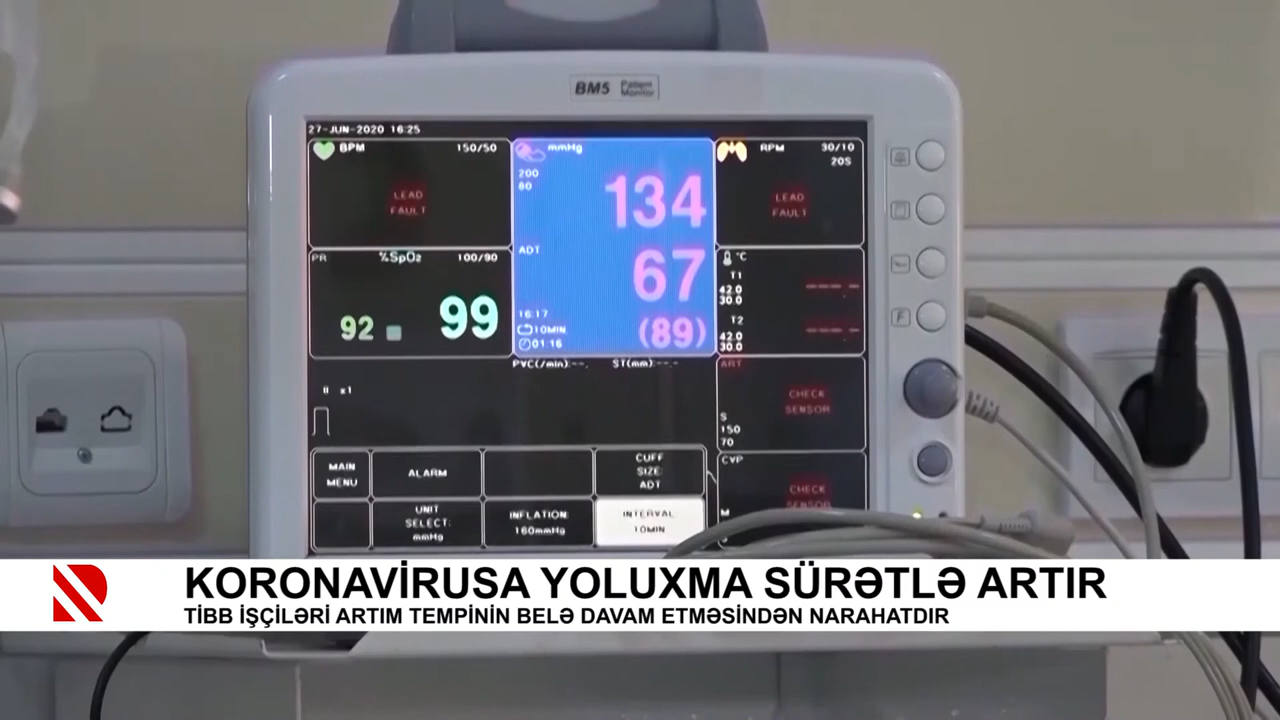 BM5 Patient Monitor
27-JUN-2020 16:25
BPM 150/50
LEAD
FAULT
mmHg
200
80
134
ADT
67
16:17
10MIN
01:16
(89)
RPM 30/10
20S
LEAD
FAULT
PR %SpO2 100/90
92 99
°C
T1
42.0
30.0
T2
42.0
30.0
PVC(/min):--, ST(mm):--.-
II x1
ART
CHECK
SENSOR
S
150
70
CVP
CHECK
SENSOR
M
MAIN
MENU
ALARM
CUFF
SIZE:
ADT
UNIT
SELECT:
mmHg
INFLATION:
160mmHg
INTERVAL
10MIN
F
KORONAVİRUSA YOLUXMA SÜRƏTLƏ ARTIR
TİBB İŞÇİLƏRİ ARTIM TEMPİNİN BELƏ DAVAM ETMƏSİNDƏN NARAHATDIR